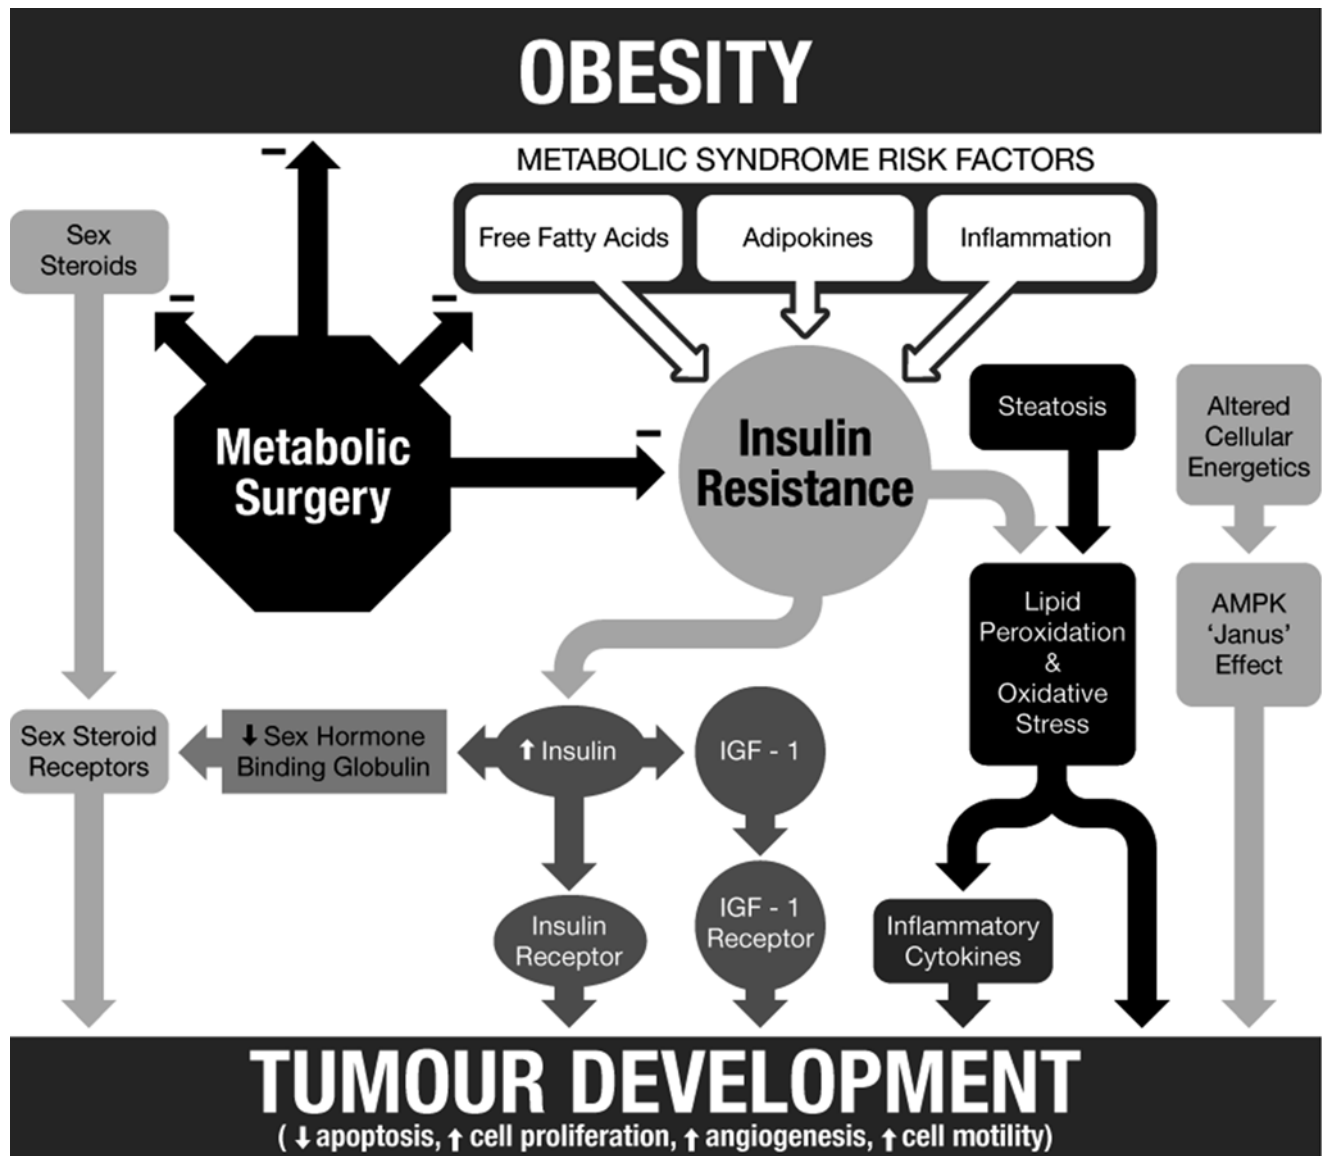 OBESITY
METABOLIC SYNDROME RISK FACTORS
Free Fatty Acids
Adipokines
Inflammation
Sex
Steroids
–
–
–
Metabolic
Surgery
–
Insulin
Resistance
Steatosis
Altered
Cellular
Energetics
Lipid
Peroxidation
&
Oxidative
Stress
AMPK
‘Janus’
Effect
Sex Steroid
Receptors
↓ Sex Hormone
Binding Globulin
↑ Insulin
IGF - 1
Insulin
Receptor
IGF - 1
Receptor
Inflammatory
Cytokines
TUMOUR DEVELOPMENT
( ↓ apoptosis, ↑ cell proliferation, ↑ angiogenesis, ↑ cell motility)